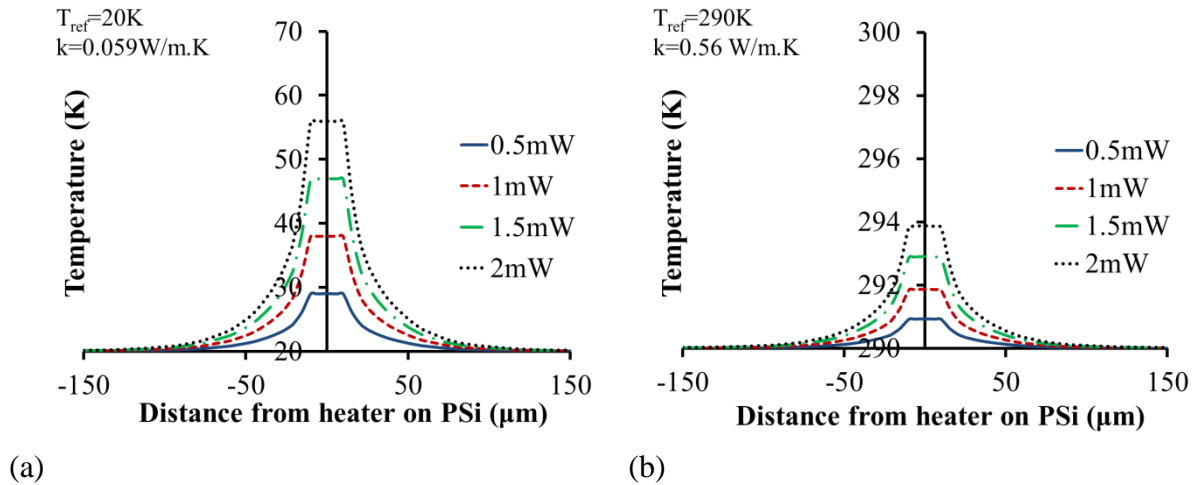 T_ref=20K
k=0.059W/m.K
Temperature (K)
70
60
50
40
30
20
-150
-50
50
150
0.5mW
1mW
1.5mW
2mW
Distance from heater on PSi (µm)
(a)
T_ref=290K
k=0.56 W/m.K
Temperature (K)
300
298
296
294
292
290
-150
-50
50
150
0.5mW
1mW
1.5mW
2mW
Distance from heater on PSi (µm)
(b)